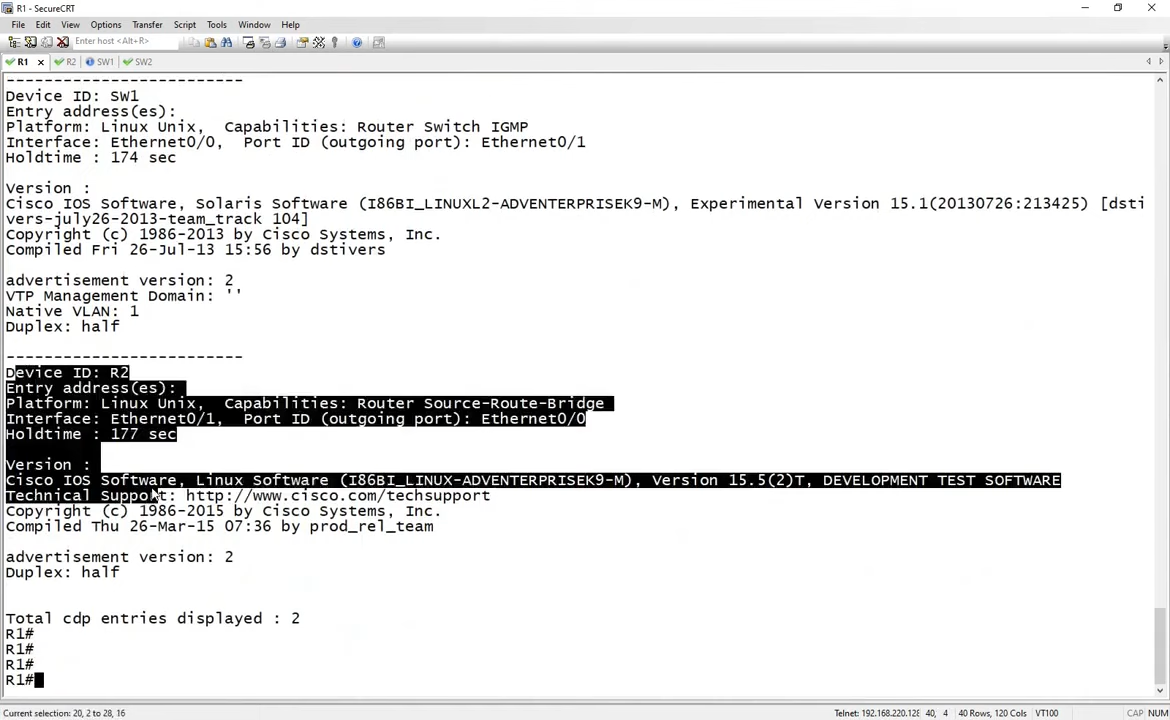 R1 - SecureCRT
File Edit View Options Transfer Script Tools Window Help
Enter host <Alt+R>
R1 R2 SW1 SW2
-------------------------
Device ID: SW1
Entry address(es):
Platform: Linux Unix,  Capabilities: Router Switch IGMP
Interface: Ethernet0/0,  Port ID (outgoing port): Ethernet0/1
Holdtime : 174 sec
Version :
Cisco IOS Software, Solaris Software (I86BI_LINUXL2-ADVENTERPRISEK9-M), Experimental Version 15.1(20130726:213425) [dsti
vers-july26-2013-team_track 104]
Copyright (c) 1986-2013 by Cisco Systems, Inc.
Compiled Fri 26-Jul-13 15:56 by dstivers
advertisement version: 2
VTP Management Domain: ''
Native VLAN: 1
Duplex: half
-------------------------
Device ID: R2
Entry address(es):
Platform: Linux Unix,  Capabilities: Router Source-Route-Bridge
Interface: Ethernet0/1,  Port ID (outgoing port): Ethernet0/0
Holdtime : 177 sec
Version :
Cisco IOS Software, Linux Software (I86BI_LINUX-ADVENTERPRISEK9-M), Version 15.5(2)T, DEVELOPMENT TEST SOFTWARE
Technical Support: http://www.cisco.com/techsupport
Copyright (c) 1986-2015 by Cisco Systems, Inc.
Compiled Thu 26-Mar-15 07:36 by prod_rel_team
advertisement version: 2
Duplex: half
Total cdp entries displayed : 2
R1#
R1#
R1#
R1#
Current selection: 20, 2 to 28, 16 Telnet: 192.168.220.128 40, 4 40 Rows, 120 Cols VT100 CAP NUM